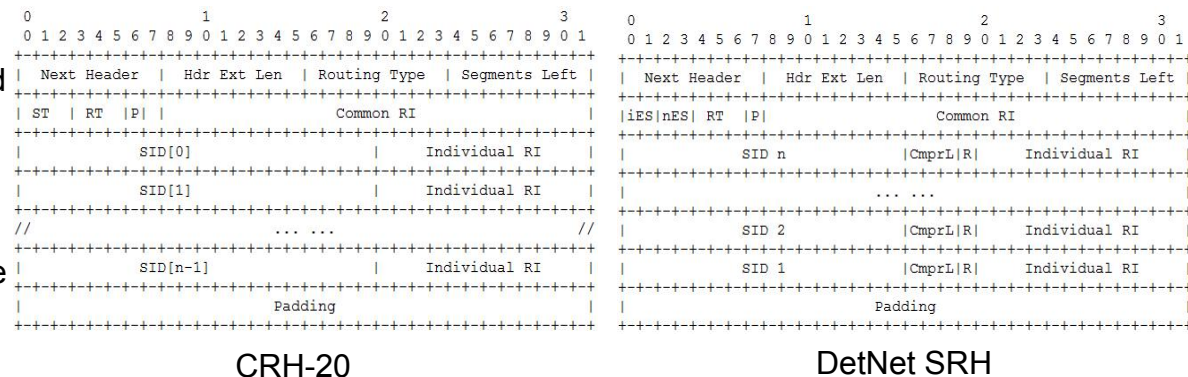 0                   1                   2                   3
0 1 2 3 4 5 6 7 8 9 0 1 2 3 4 5 6 7 8 9 0 1 2 3 4 5 6 7 8 9 0 1
+-+-+-+-+-+-+-+-+-+-+-+-+-+-+-+-+-+-+-+-+-+-+-+-+-+-+-+-+-+-+-+-+
| Next Header | Hdr Ext Len | Routing Type | Segments Left |
+-+-+-+-+-+-+-+-+-+-+-+-+-+-+-+-+-+-+-+-+-+-+-+-+-+-+-+-+-+-+-+-+
| ST | RT |P| | Common RI |
+-+-+-+-+-+-+-+-+-+-+-+-+-+-+-+-+-+-+-+-+-+-+-+-+-+-+-+-+-+-+-+-+
| SID[0] | Individual RI |
+-+-+-+-+-+-+-+-+-+-+-+-+-+-+-+-+-+-+-+-+-+-+-+-+-+-+-+-+-+-+-+-+
| SID[1] | Individual RI |
+-+-+-+-+-+-+-+-+-+-+-+-+-+-+-+-+-+-+-+-+-+-+-+-+-+-+-+-+-+-+-+-+
// ... ... //
+-+-+-+-+-+-+-+-+-+-+-+-+-+-+-+-+-+-+-+-+-+-+-+-+-+-+-+-+-+-+-+-+
| SID[n-1] | Individual RI |
+-+-+-+-+-+-+-+-+-+-+-+-+-+-+-+-+-+-+-+-+-+-+-+-+-+-+-+-+-+-+-+-+
| Padding |
+-+-+-+-+-+-+-+-+-+-+-+-+-+-+-+-+-+-+-+-+-+-+-+-+-+-+-+-+-+-+-+-+
CRH-20
0                   1                   2                   3
0 1 2 3 4 5 6 7 8 9 0 1 2 3 4 5 6 7 8 9 0 1 2 3 4 5 6 7 8 9 0 1
+-+-+-+-+-+-+-+-+-+-+-+-+-+-+-+-+-+-+-+-+-+-+-+-+-+-+-+-+-+-+-+-+
| Next Header | Hdr Ext Len | Routing Type | Segments Left |
+-+-+-+-+-+-+-+-+-+-+-+-+-+-+-+-+-+-+-+-+-+-+-+-+-+-+-+-+-+-+-+-+
|iES|nES| RT |P| Common RI |
+-+-+-+-+-+-+-+-+-+-+-+-+-+-+-+-+-+-+-+-+-+-+-+-+-+-+-+-+-+-+-+-+
| SID n |CmprL|R| Individual RI |
+-+-+-+-+-+-+-+-+-+-+-+-+-+-+-+-+-+-+-+-+-+-+-+-+-+-+-+-+-+-+-+-+
| ... ... |
+-+-+-+-+-+-+-+-+-+-+-+-+-+-+-+-+-+-+-+-+-+-+-+-+-+-+-+-+-+-+-+-+
| SID 2 |CmprL|R| Individual RI |
+-+-+-+-+-+-+-+-+-+-+-+-+-+-+-+-+-+-+-+-+-+-+-+-+-+-+-+-+-+-+-+-+
| SID 1 |CmprL|R| Individual RI |
+-+-+-+-+-+-+-+-+-+-+-+-+-+-+-+-+-+-+-+-+-+-+-+-+-+-+-+-+-+-+-+-+
| Padding |
+-+-+-+-+-+-+-+-+-+-+-+-+-+-+-+-+-+-+-+-+-+-+-+-+-+-+-+-+-+-+-+-+
DetNet SRH